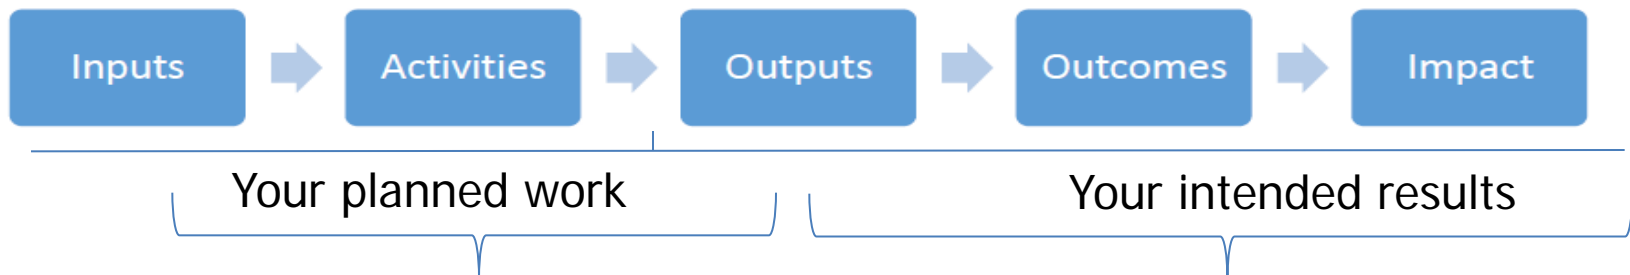 Inputs Activities Outputs Outcomes Impact
Your planned work Your intended results